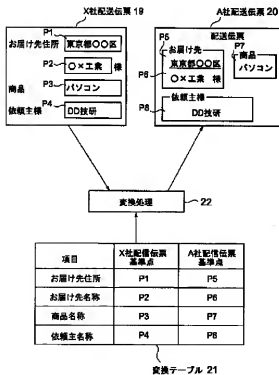 X社配送伝票 19
P1
お届け先住所 東京都〇〇区
P2 〇×工業 様
P3
商品 パソコン
P4
依頼主様 DD技研
A社配送伝票 20
配送伝票
P5 お届け先
東京都〇〇区
P6 〇×工業 様
P7
商品
パソコン
依頼主様
P8 DD技研
変換処理 22
項目 X社配信伝票基準点 A社配信伝票基準点
お届け先住所 P1 P5
お届け先名称 P2 P6
商品名称 P3 P7
依頼主名称 P4 P8
変換テーブル 21